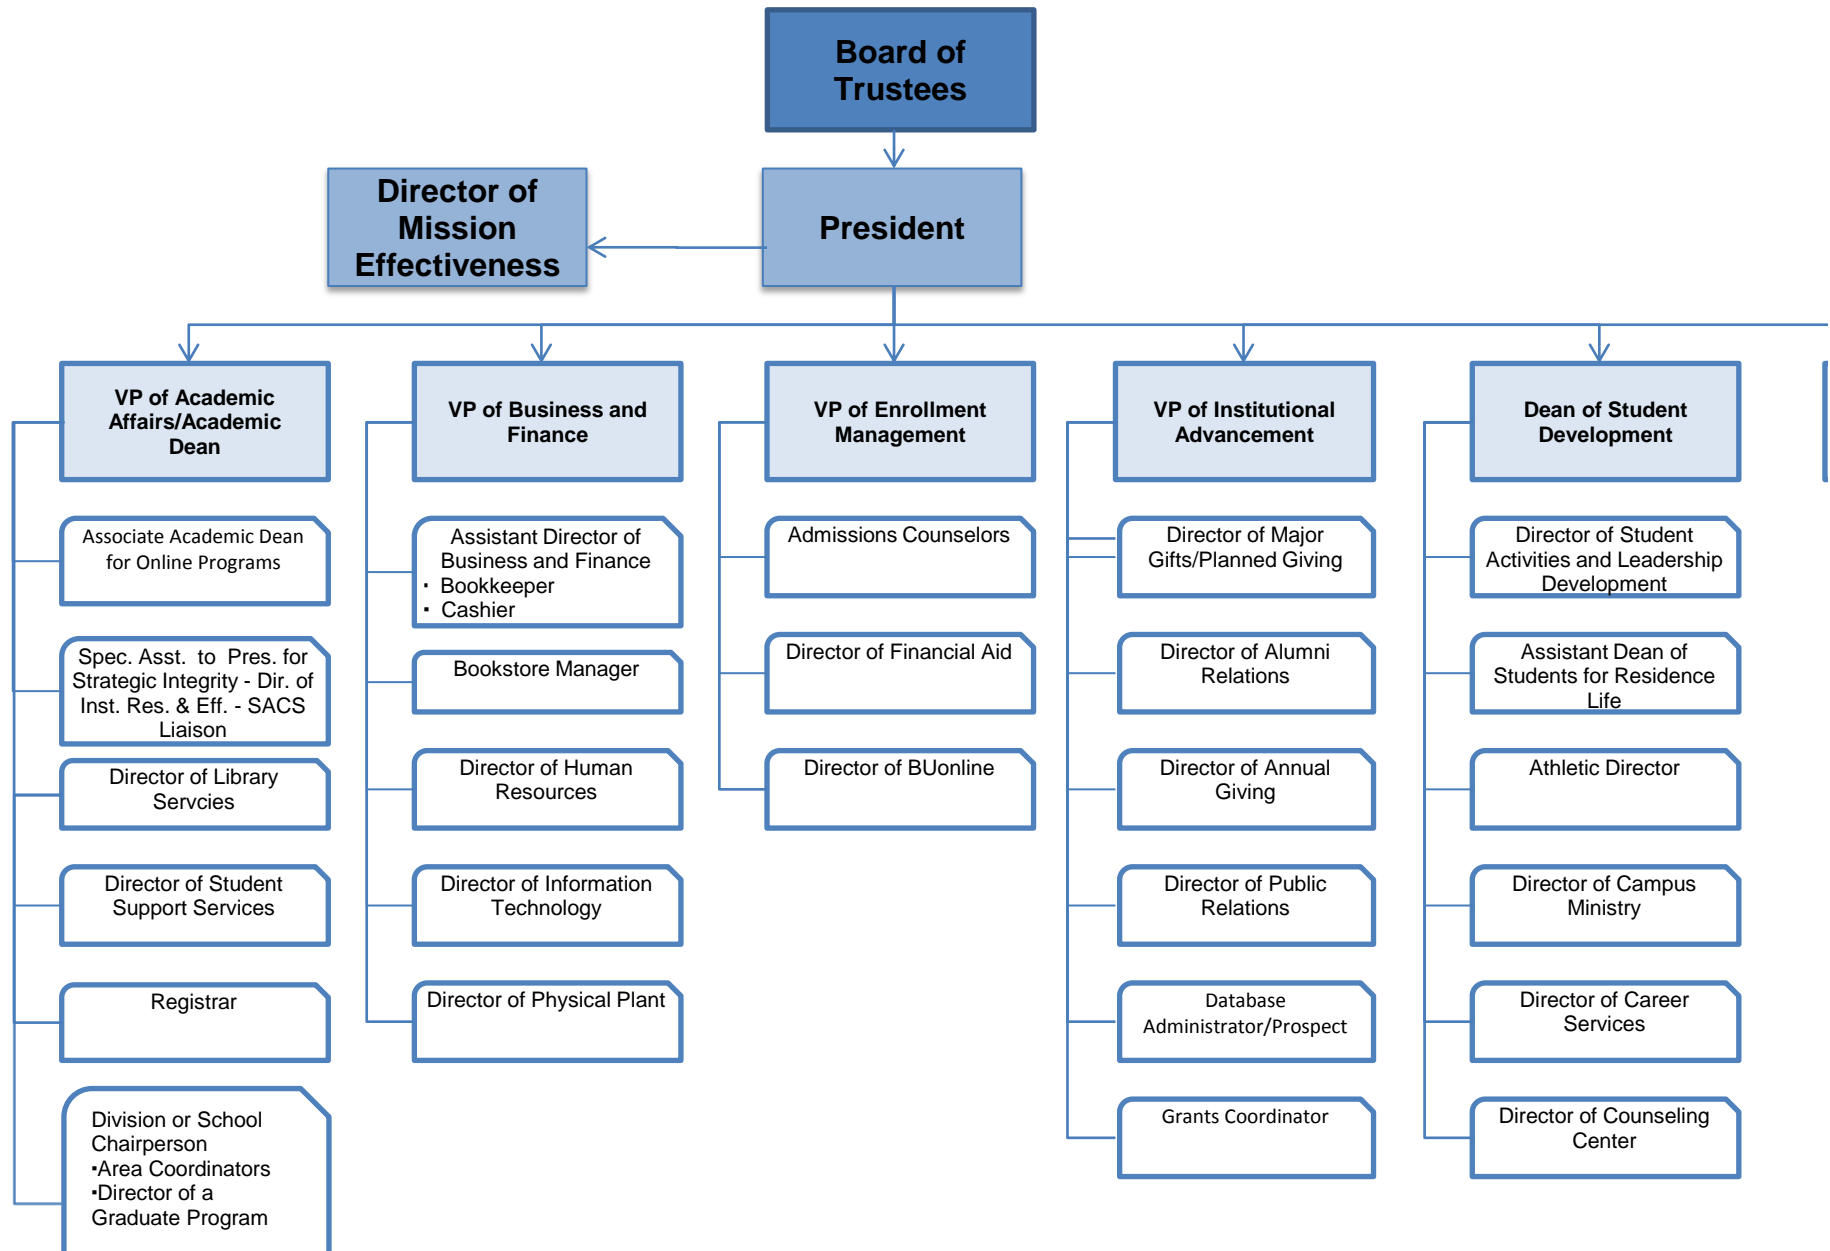 Board of
Trustees
Director of
Mission
Effectiveness
President
VP of Academic
Affairs/Academic
Dean
VP of Business and
Finance
VP of Enrollment
Management
VP of Institutional
Advancement
Dean of Student
Development
Associate Academic Dean
for Online Programs
Spec. Asst. to Pres. for
Strategic Integrity - Dir. of
Inst. Res. & Eff. - SACS
Liaison
Director of Library
Servcies
Director of Student
Support Services
Registrar
Division or School
Chairperson
▪Area Coordinators
▪Director of a
Graduate Program
Assistant Director of
Business and Finance
▪ Bookkeeper
▪ Cashier
Bookstore Manager
Director of Human
Resources
Director of Information
Technology
Director of Physical Plant
Admissions Counselors
Director of Financial Aid
Director of BUonline
Director of Major
Gifts/Planned Giving
Director of Alumni
Relations
Director of Annual
Giving
Director of Public
Relations
Database
Administrator/Prospect
Grants Coordinator
Director of Student
Activities and Leadership
Development
Assistant Dean of
Students for Residence
Life
Athletic Director
Director of Campus
Ministry
Director of Career
Services
Director of Counseling
Center